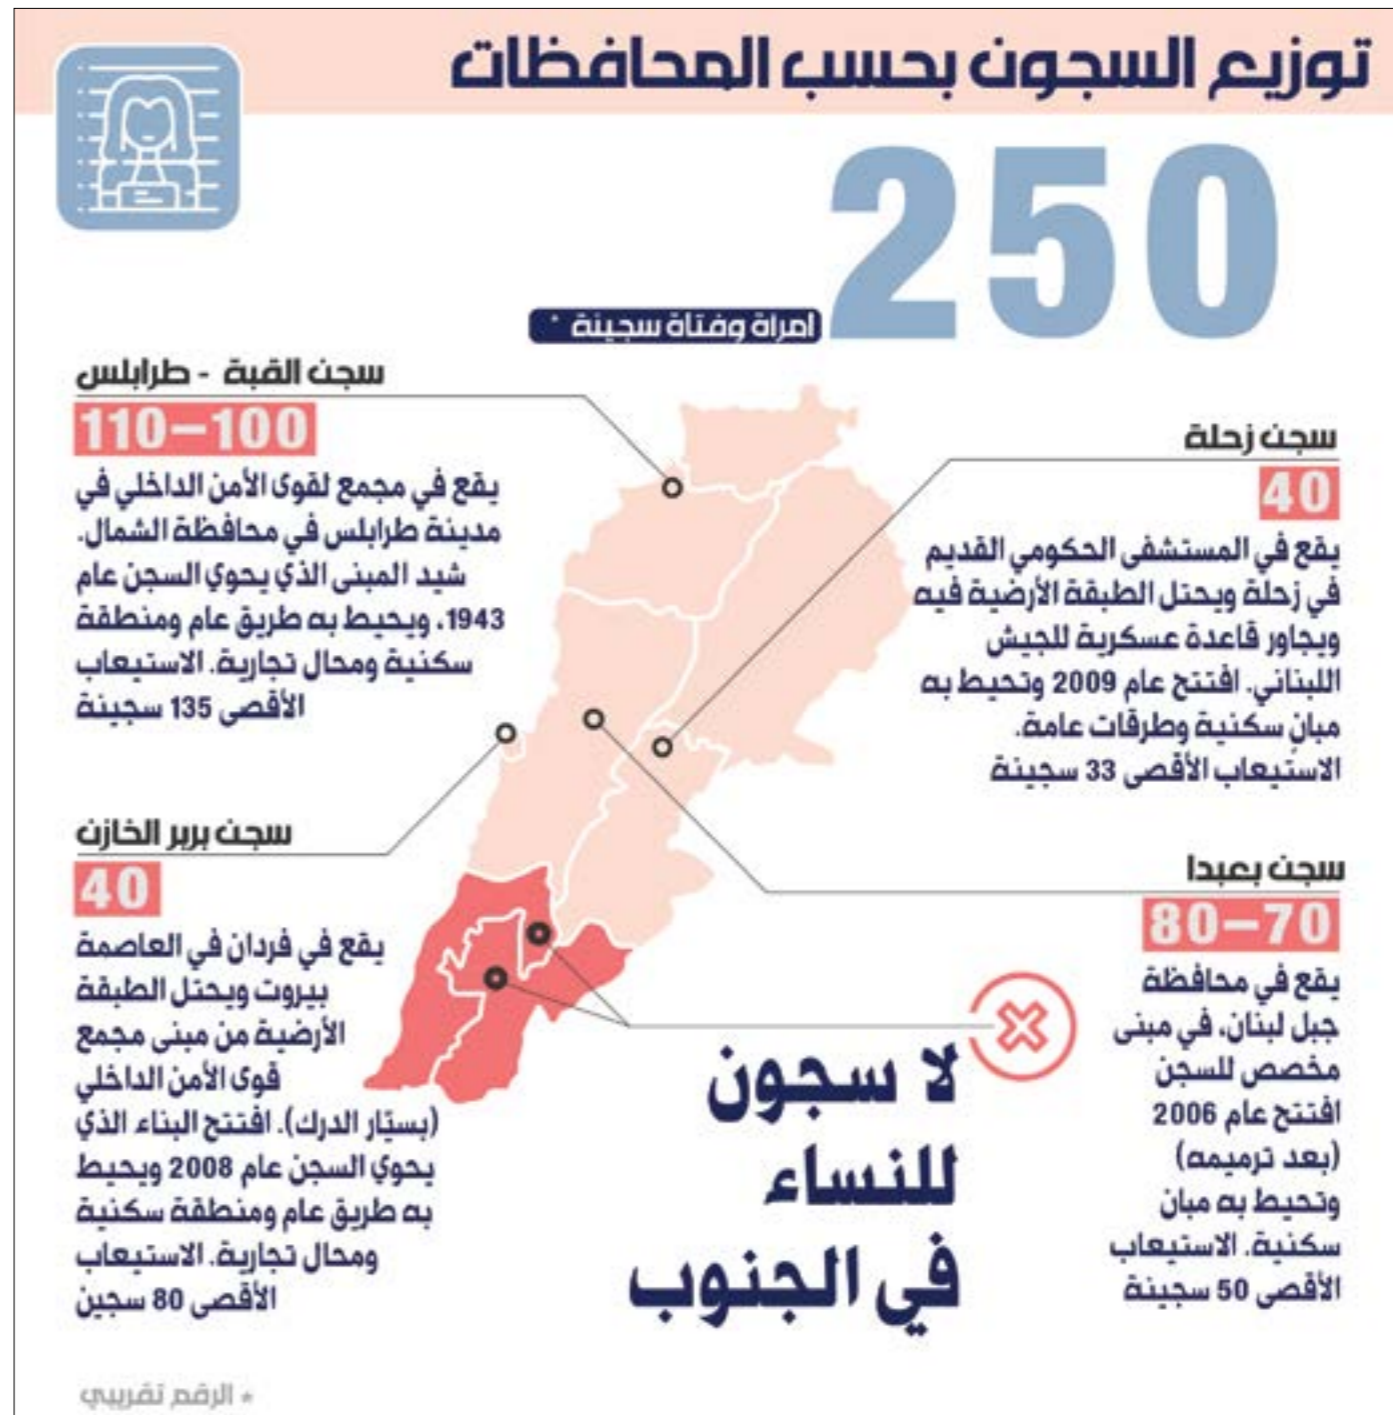 توزيع السجون بحسب المحافظات
250
امرأة وفتاة سجينة *
سجن زحلة
40
يقع في المستشفى الحكومي القديم
في زحلة ويحتل الطبقة الأرضية فيه
ويجاور قاعدة عسكرية للجيش
اللبناني. افتتح عام 2009 وتحيط به
مبانٍ سكنية وطرقات عامة.
الاستيعاب الأقصى 33 سجينة
سجن القبة - طرابلس
110-100
يقع في مجمع لقوى الأمن الداخلي في
مدينة طرابلس في محافظة الشمال.
شيد المبنى الذي يحوي السجن عام
1943، ويحيط به طريق عام ومنطقة
سكنية ومحال تجارية. الاستيعاب
الأقصى 135 سجينة
سجن بعبدا
80-70
يقع في محافظة
جبل لبنان، في مبنى
مخصص للسجن
افتتح عام 2006
(بعد ترميمه)
وتحيط به مبان
سكنية. الاستيعاب
الأقصى 50 سجينة
سجن بربر الخازن
40
يقع في فردان في العاصمة
بيروت ويحتل الطبقة
الأرضية من مبنى مجمع
قوى الأمن الداخلي
(بسيّار الدرك). افتتح البناء الذي
يحوي السجن عام 2008 ويحيط
به طريق عام ومنطقة سكنية
ومحال تجارية. الاستيعاب
الأقصى 80 سجين
لا سجون
للنساء
في الجنوب
* الرقم تقريبي